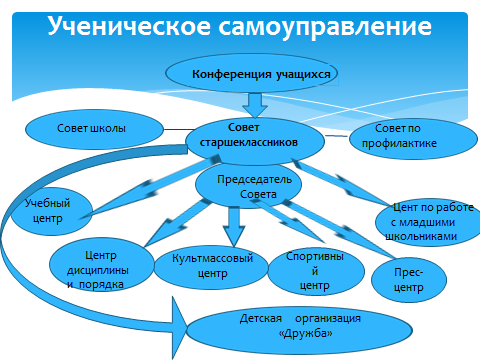 Ученическое самоуправление
Конференция учащихся
Совет школы
Совет
старшеклассников
Совет по
профилактике
Председатель
Совета
Учебный
центр
Цент по работе
с младшими
школьниками
Центр
дисциплины
и порядка
Культмассовый
центр
Спортивны
й
центр
Прес-
центр
Детская организация
«Дружба»